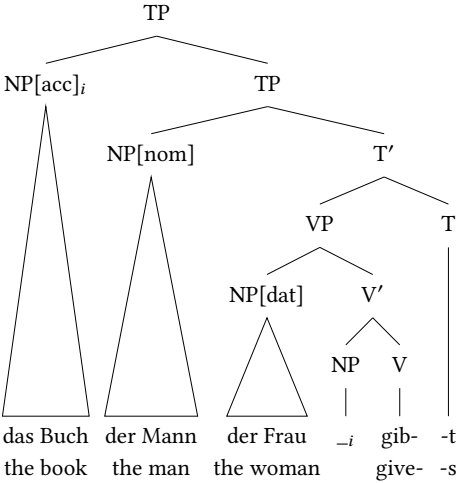 TP
NP[acc]i TP
NP[nom] T′
VP T
NP[dat] V′
NP V
das Buch der Mann der Frau _i gib- -t
the book the man the woman give- -s